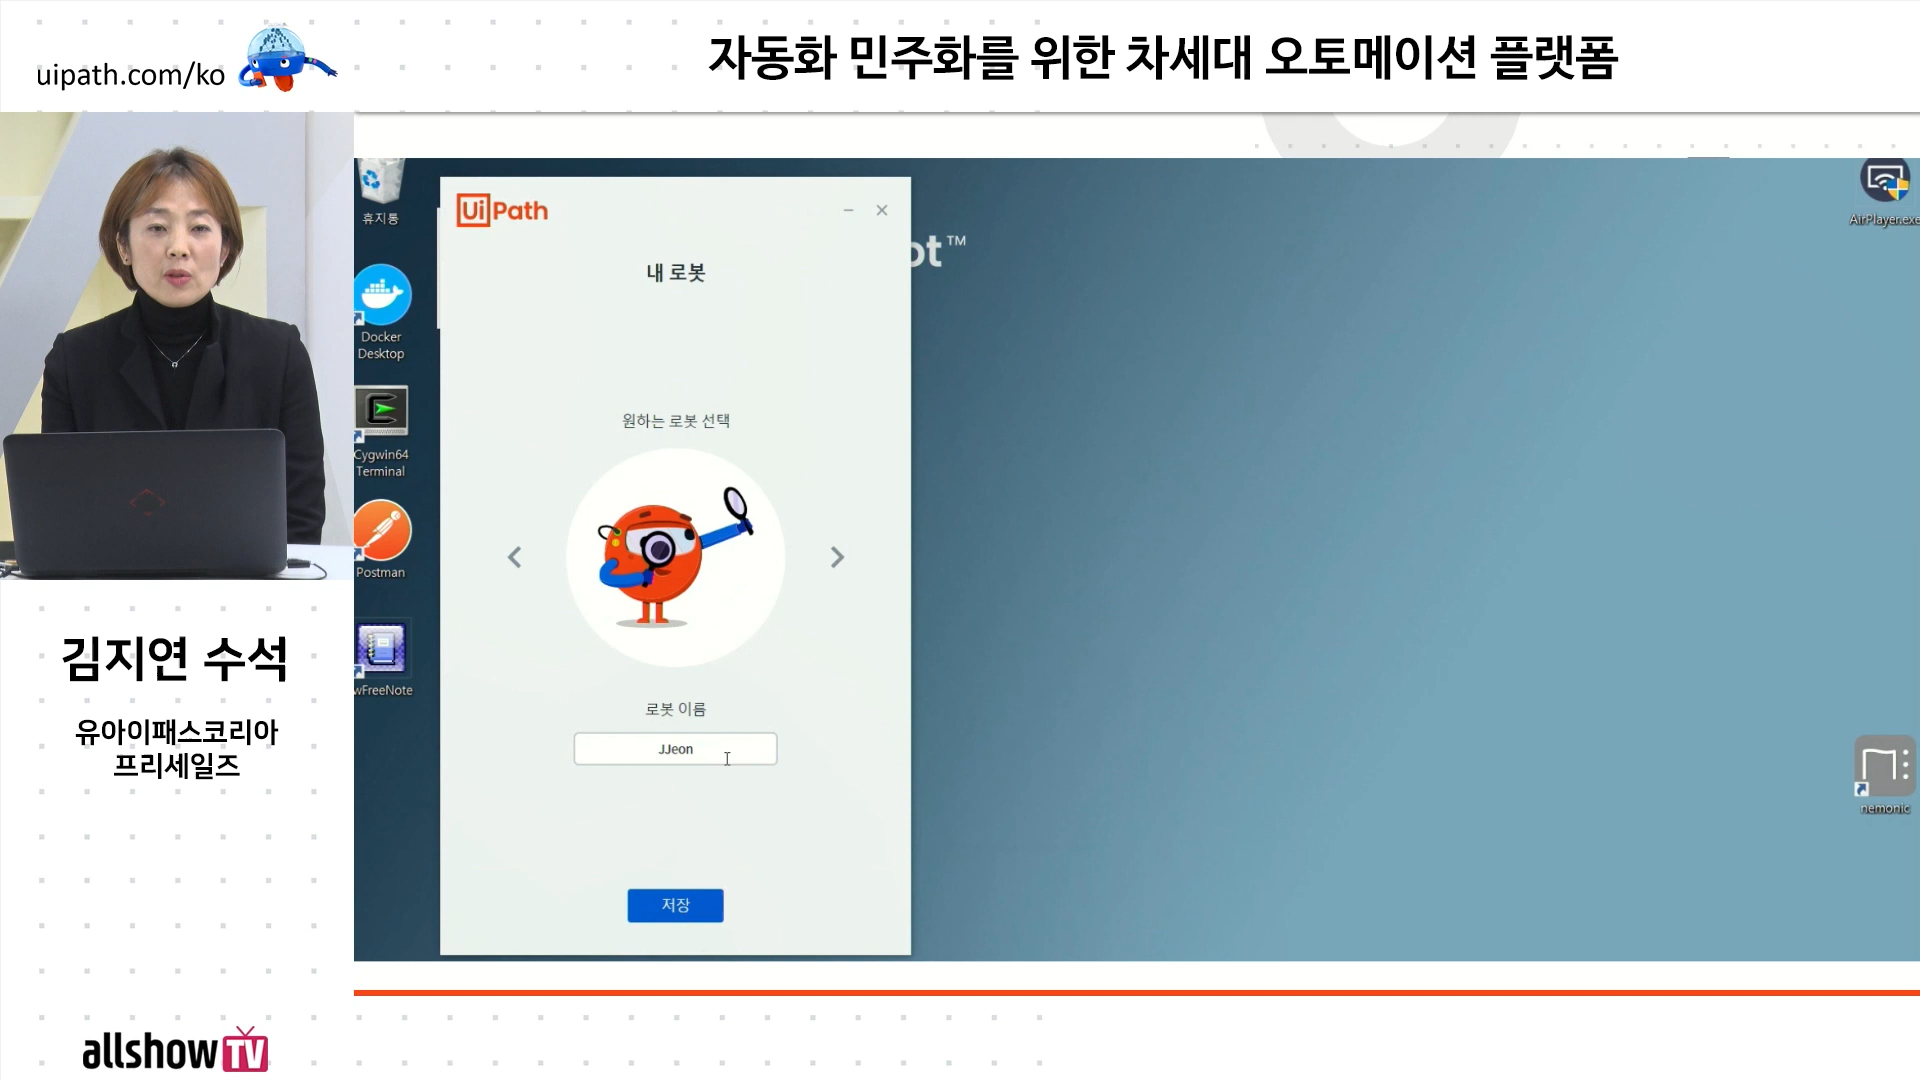 uipath.com/ko
자동화 민주화를 위한 차세대 오토메이션 플랫폼
휴지통
Docker
Desktop
Cygwin64
Terminal
Postman
wFreeNote
UiPath
내 로봇
원하는 로봇 선택
로봇 이름
JJeon
저장
ot™
AirPlayer.exe
nemonic
김지연 수석
유아이패스코리아
프리세일즈
allshowTV